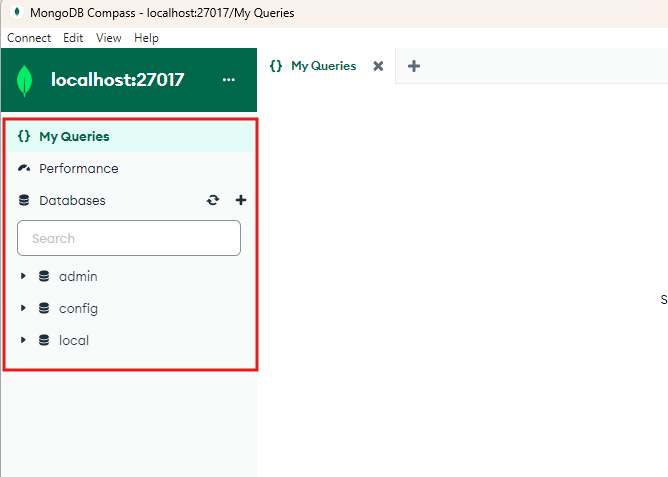 MongoDB Compass - localhost:27017/My Queries
Connect Edit View Help
localhost:27017 ...
{} My Queries
My Queries
Performance
Databases
Search
admin
config
local
s